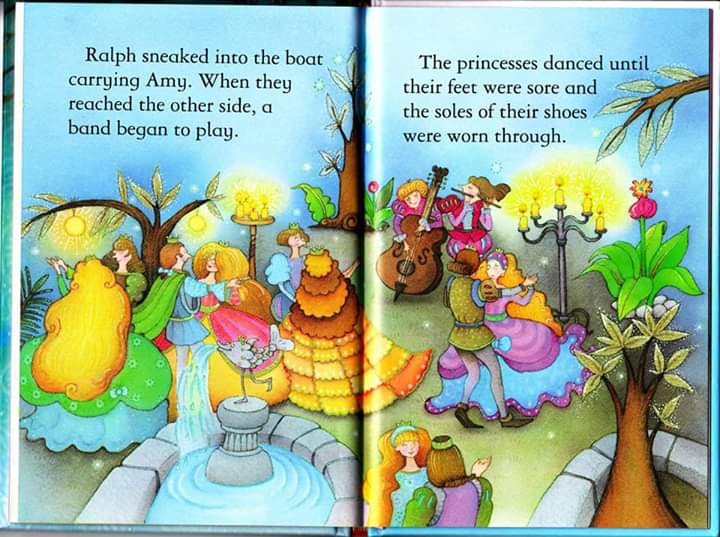 Ralph sneaked into the boat
carrying Amy. When they
reached the other side, a
band began to play.
The princesses danced until
their feet were sore and
the soles of their shoes
were worn through.